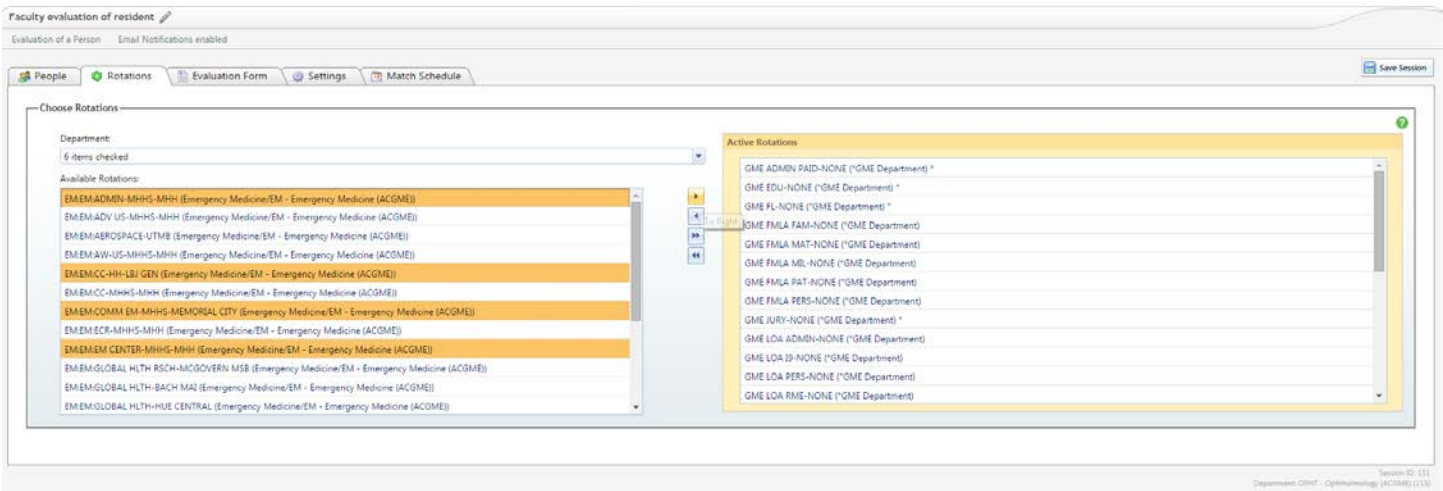 Faculty evaluation of resident
Evaluation of a Person Email Notifications enabled
People Rotations Evaluation Form Settings Match Schedule Save Session
Choose Rotations
Department:
6 items checked
Available Rotations:
EM:EM:ADMIN-MHHS-MHH (Emergency Medicine/EM - Emergency Medicine (ACGME))
EM:EM:ADV US-MHHS-MHH (Emergency Medicine/EM - Emergency Medicine (ACGME))
EM:EM:AEROSPACE-UTMB (Emergency Medicine/EM - Emergency Medicine (ACGME))
EM:EM:AW-US-MHHS-MHH (Emergency Medicine/EM - Emergency Medicine (ACGME))
EM:EM:CC-HH-LBJ GEN (Emergency Medicine/EM - Emergency Medicine (ACGME))
EM:EM:CC-MHHS-MHH (Emergency Medicine/EM - Emergency Medicine (ACGME))
EM:EM:COMM EM-MHHS-MEMORIAL CITY (Emergency Medicine/EM - Emergency Medicine (ACGME))
EM:EM:ECR-MHHS-MHH (Emergency Medicine/EM - Emergency Medicine (ACGME))
EM:EM:EM CENTER-MHHS-MHH (Emergency Medicine/EM - Emergency Medicine (ACGME))
EM:EM:GLOBAL HLTH RSCH-MCGOVERN MSB (Emergency Medicine/EM - Emergency Medicine (ACGME))
EM:EM:GLOBAL HLTH-BACH MAI (Emergency Medicine/EM - Emergency Medicine (ACGME))
EM:EM:GLOBAL HLTH-HUE CENTRAL (Emergency Medicine/EM - Emergency Medicine (ACGME))
To Right
Active Rotations
GME ADMIN PAID-NONE (*GME Department) *
GME EDU-NONE (*GME Department) *
GME FL-NONE (*GME Department) *
GME FMLA FAM-NONE (*GME Department)
GME FMLA MAT-NONE (*GME Department)
GME FMLA MIL-NONE (*GME Department)
GME FMLA PAT-NONE (*GME Department)
GME FMLA PERS-NONE (*GME Department)
GME JURY-NONE (*GME Department) *
GME LOA ADMIN-NONE (*GME Department)
GME LOA I9-NONE (*GME Department)
GME LOA PERS-NONE (*GME Department)
GME LOA RME-NONE (*GME Department)
Session ID: 151
Department: OPHT - Ophthalmology (ACGME) (113)